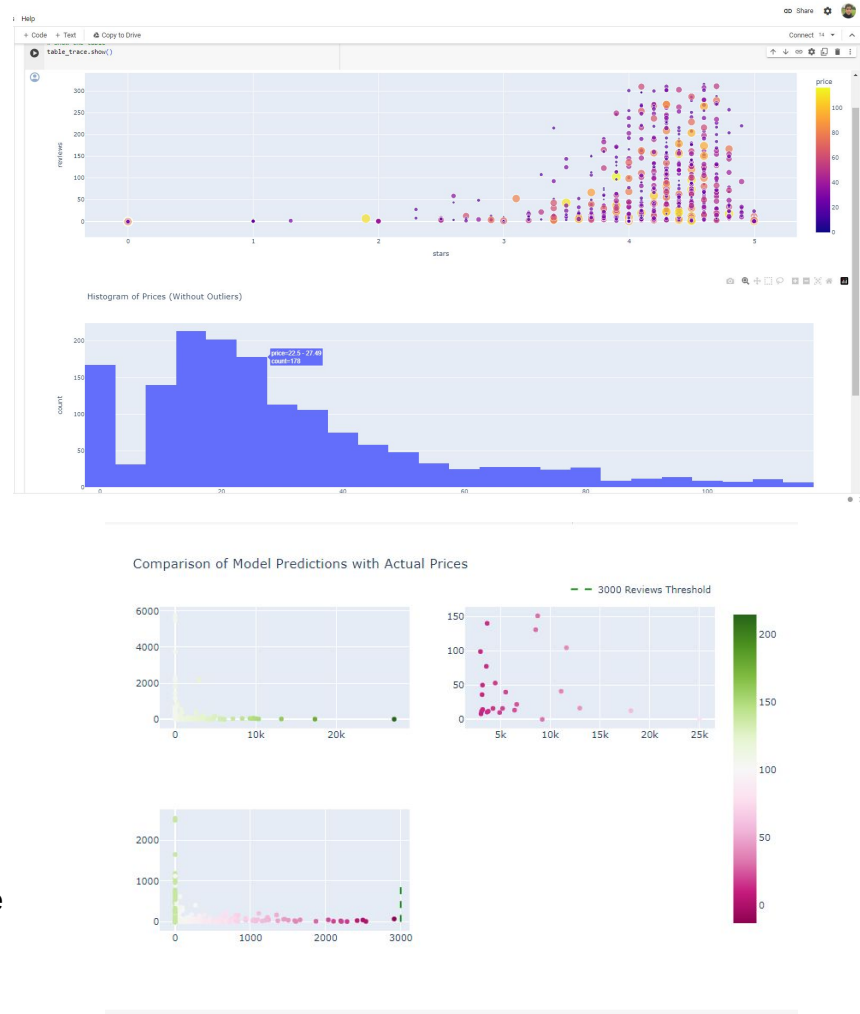 Share
Help
+ Code + Text Copy to Drive
Connect T4
table_trace.show()
price
300
250
200
150
100
50
0
reviews
0 1 2 3 4 5
stars
100
80
60
40
20
0
Histogram of Prices (Without Outliers)
200
150
100
50
0
count
price=22.5 - 27.49
count=178
0 20 40 60 80 100
Comparison of Model Predictions with Actual Prices
3000 Reviews Threshold
6000
4000
2000
0
0 10k 20k
150
100
50
0
5k 10k 15k 20k 25k
200
150
100
50
0
2000
1000
0
0 1000 2000 3000
e